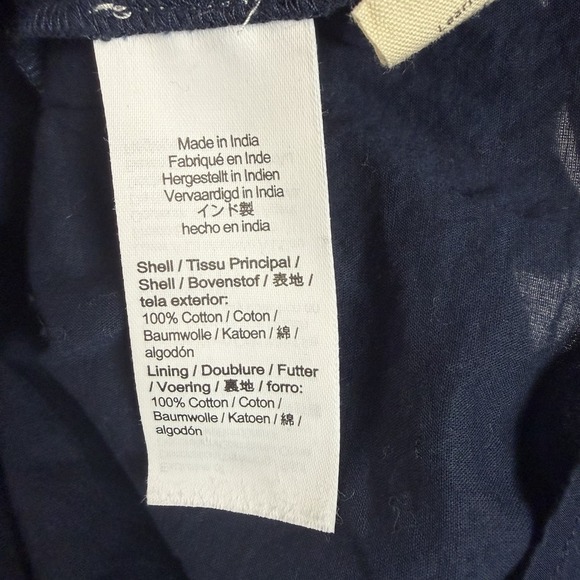 Made in India
Fabriqué en Inde
Hergestellt in Indien
Vervaardigd in India
インド製
hecho en india
Shell / Tissu Principal /
Shell / Bovenstof / 表地 /
tela exterior:
100% Cotton / Coton /
Baumwolle / Katoen / 綿 /
algodón
Lining / Doublure / Futter
/ Voering / 裏地 / forro:
100% Cotton / Coton /
Baumwolle / Katoen / 綿 /
algodón